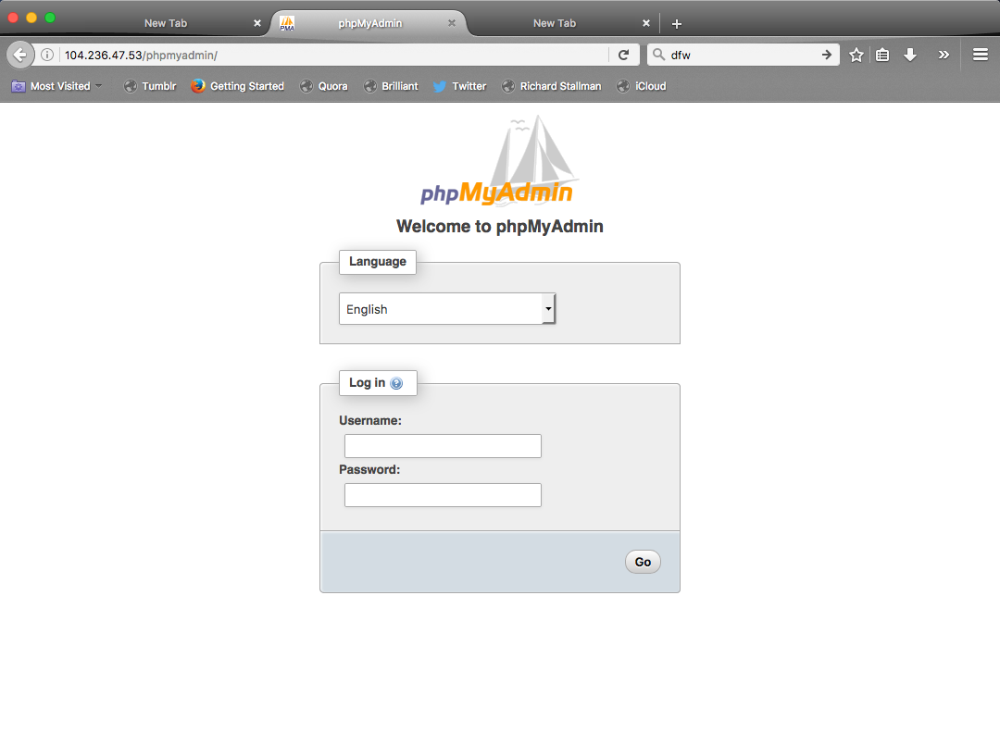 New Tab
PMA
phpMyAdmin
New Tab
104.236.47.53/phpmyadmin/
dfw
Most Visited
Tumblr
Getting Started
Quora
Brilliant
Twitter
Richard Stallman
iCloud
phpMyAdmin
Welcome to phpMyAdmin
Language
English
Log in
Username:
Password:
Go